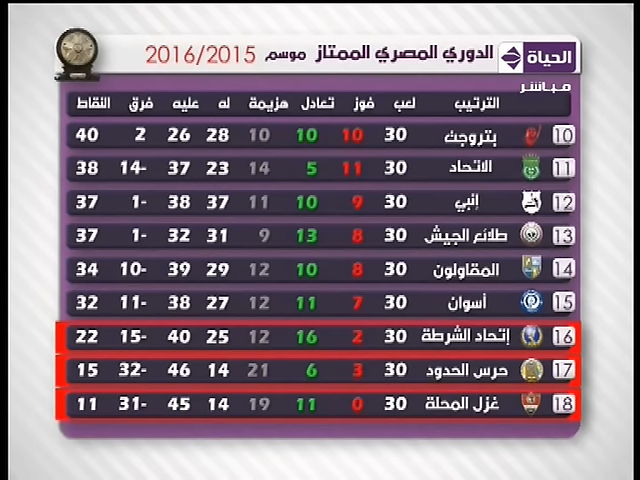 الحياة الدوري المصري الممتاز موسم 2016/2015
مباشر
الترتيب لعب فوز تعادل هزيمة له عليه فرق النقاط
10 بتروجت 30 10 10 10 28 26 2 40
11 الاتحاد 30 11 5 14 23 37 14- 38
12 إنبي 30 9 10 11 37 38 1- 37
13 طلائع الجيش 30 8 13 9 31 32 1- 37
14 المقاولون 30 8 10 12 29 39 10- 34
15 أسوان 30 7 11 12 27 38 11- 32
16 إتحاد الشرطة 30 2 16 12 25 40 15- 22
17 حرس الحدود 30 3 6 21 14 46 32- 15
18 غزل المحلة 30 0 11 19 14 45 31- 11